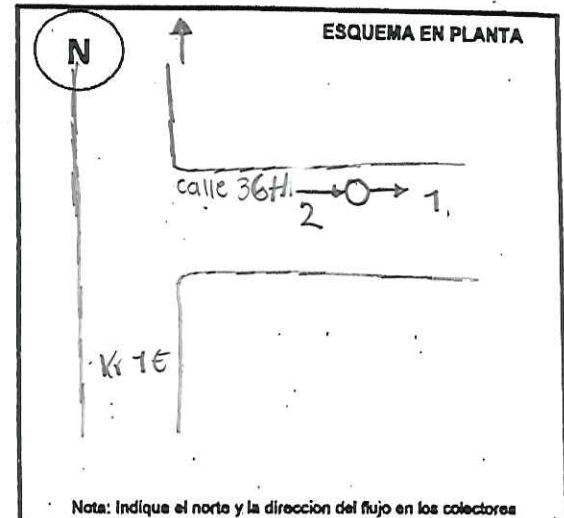 ESQUEMA EN PLANTA
N
calle 36H.
2
1.
Kr 1E
Nota: Indique el norte y la direccion del flujo en los colectores